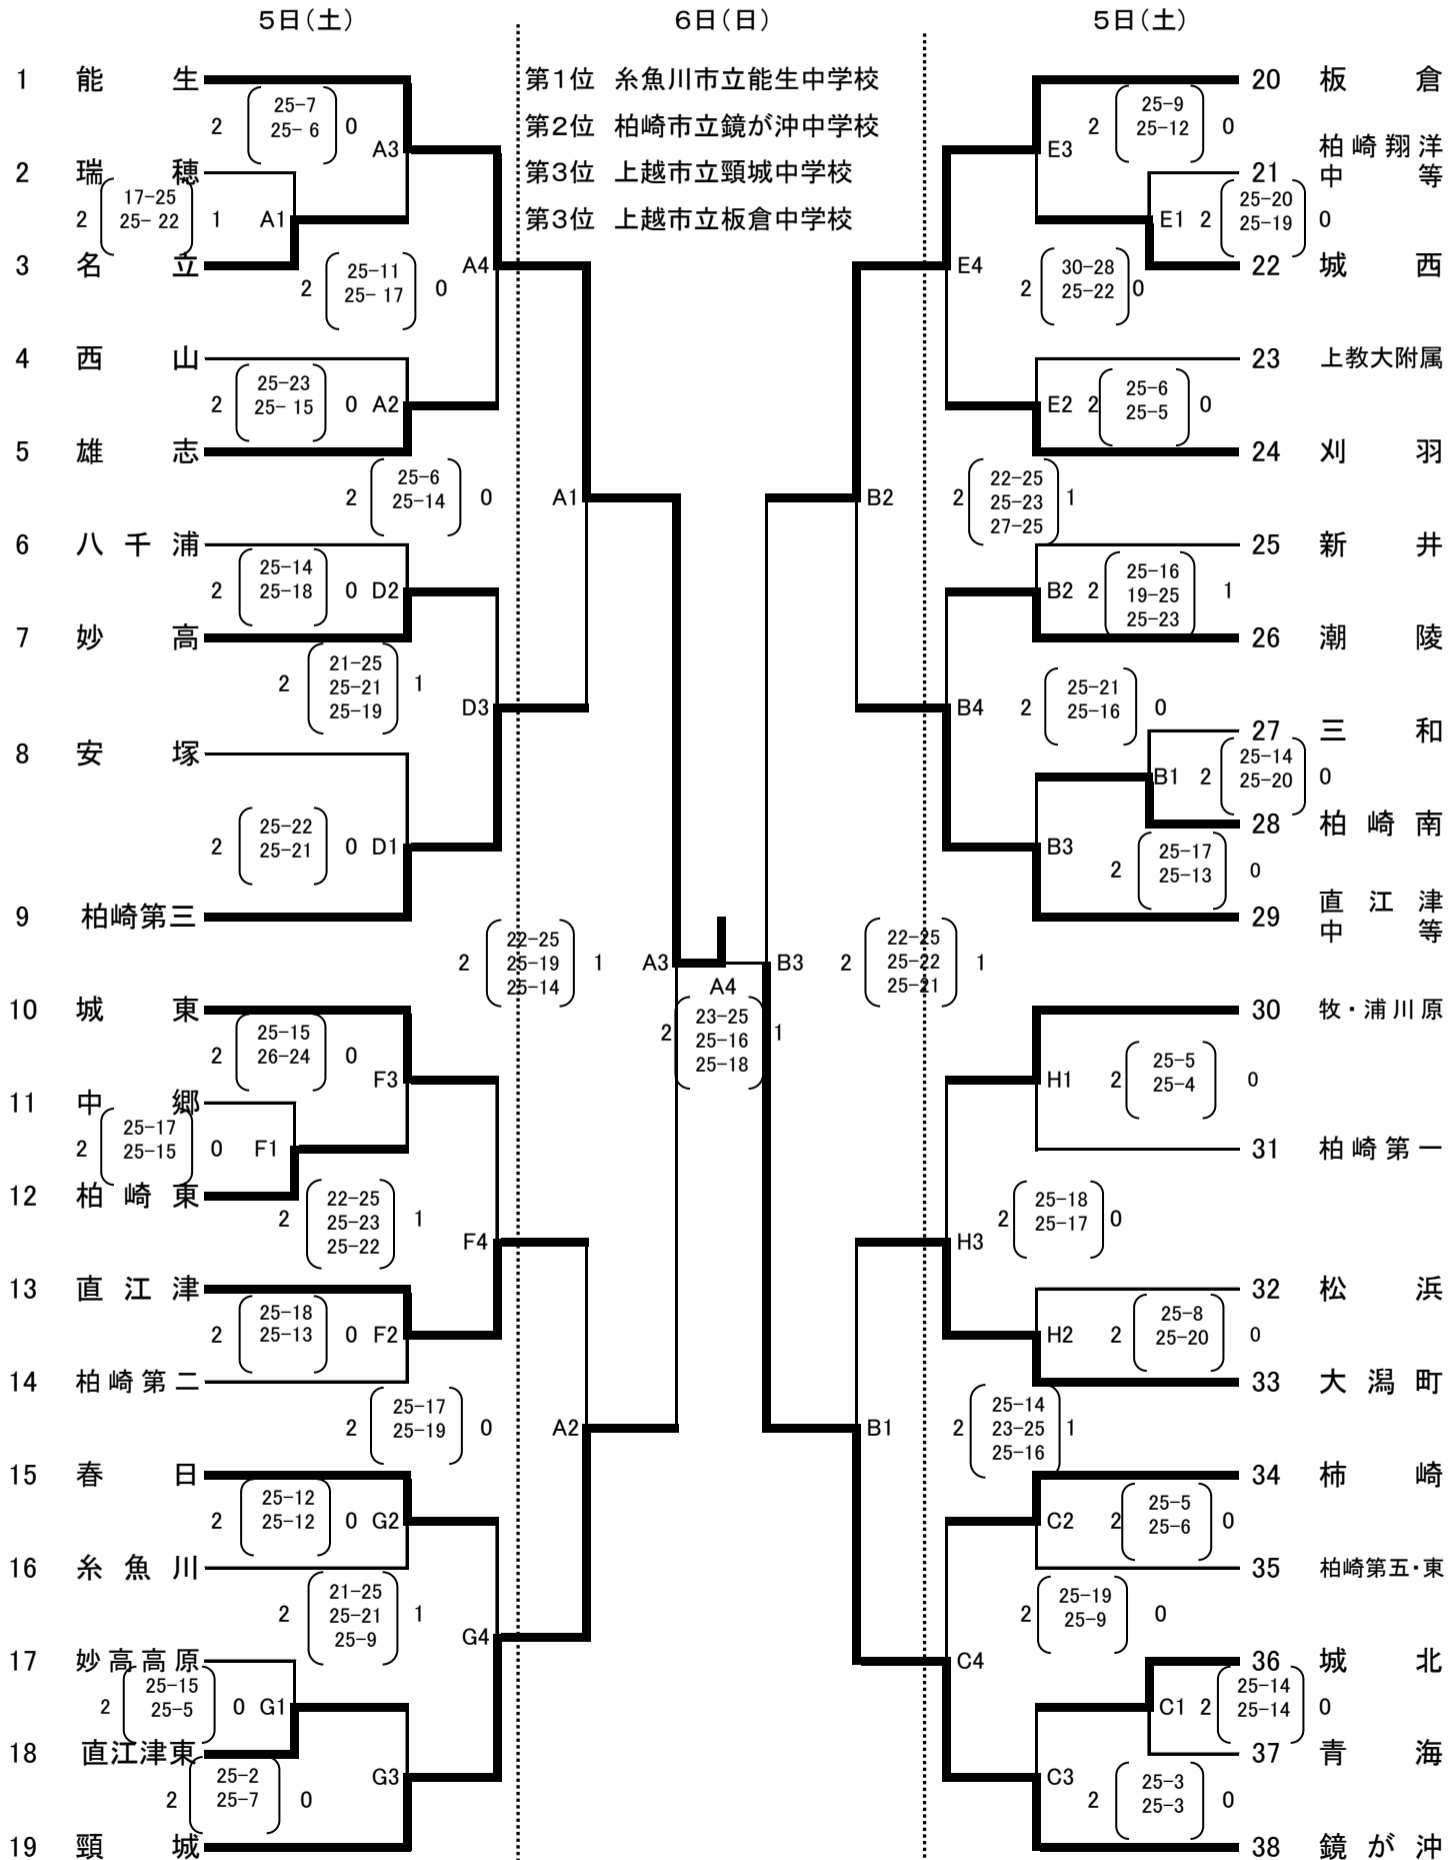 5日(土) 6日(日) 5日(土)
1 能生
25-7
2 25- 6 0
A3
2 瑞穂
17-25
2 25- 22 1 A1
3 名立
25-11
2 25- 17 0
A4
4 西山
25-23
2 25- 15 0 A2
5 雄志
25-6
2 25-14 0 A1
6 八千浦
25-14
2 25-18 0 D2
7 妙高
21-25
2 25-21 1
25-19
D3
8 安塚
25-22
2 25-21 0 D1
9 柏崎第三
22-25
2 25-19 1 A3
25-14
10 城東
25-15
2 26-24 0
F3
11 中郷
25-17
2 25-15 0 F1
12 柏崎東
22-25
2 25-23 1
25-22
F4
13 直江津
25-18
2 25-13 0 F2
14 柏崎第二
25-17
2 25-19 0 A2
15 春日
25-12
2 25-12 0 G2
16 糸魚川
21-25
2 25-21 1
25-9
G4
17 妙高高原
25-15
2 25-5 0 G1
18 直江津東
25-2
2 25-7 0
G3
19 頸城
第1位 糸魚川市立能生中学校
第2位 柏崎市立鏡が沖中学校
第3位 上越市立頸城中学校
第3位 上越市立板倉中学校
A4
23-25
2 25-16 1
25-18
20 板倉
25-9
2 25-12 0
E3
21 柏崎翔洋
中等
25-20
E1 2 25-19 0
22 城西
E4
30-28
2 25-22 0
23 上教大附属
25-6
E2 2 25-5 0
24 刈羽
22-25
B2 2 25-23 1
27-25
25 新井
25-16
B2 2 19-25 1
25-23
26 潮陵
25-21
B4 2 25-16 0
27 三和
25-14
B1 2 25-20 0
28 柏崎南
B3
25-17
2 25-13 0
29 直江津
中等
22-25
B3 2 25-22 1
25-21
30 牧・浦川原
25-5
H1 2 25-4 0
31 柏崎第一
25-18
2 25-17 0
H3
32 松浜
25-8
H2 2 25-20 0
33 大潟町
25-14
B1 2 23-25 1
25-16
34 柿崎
25-5
C2 2 25-6 0
35 柏崎第五・東
25-19
2 25-9 0
C4
36 城北
25-14
C1 2 25-14 0
37 青海
C3
25-3
2 25-3 0
38 鏡が沖